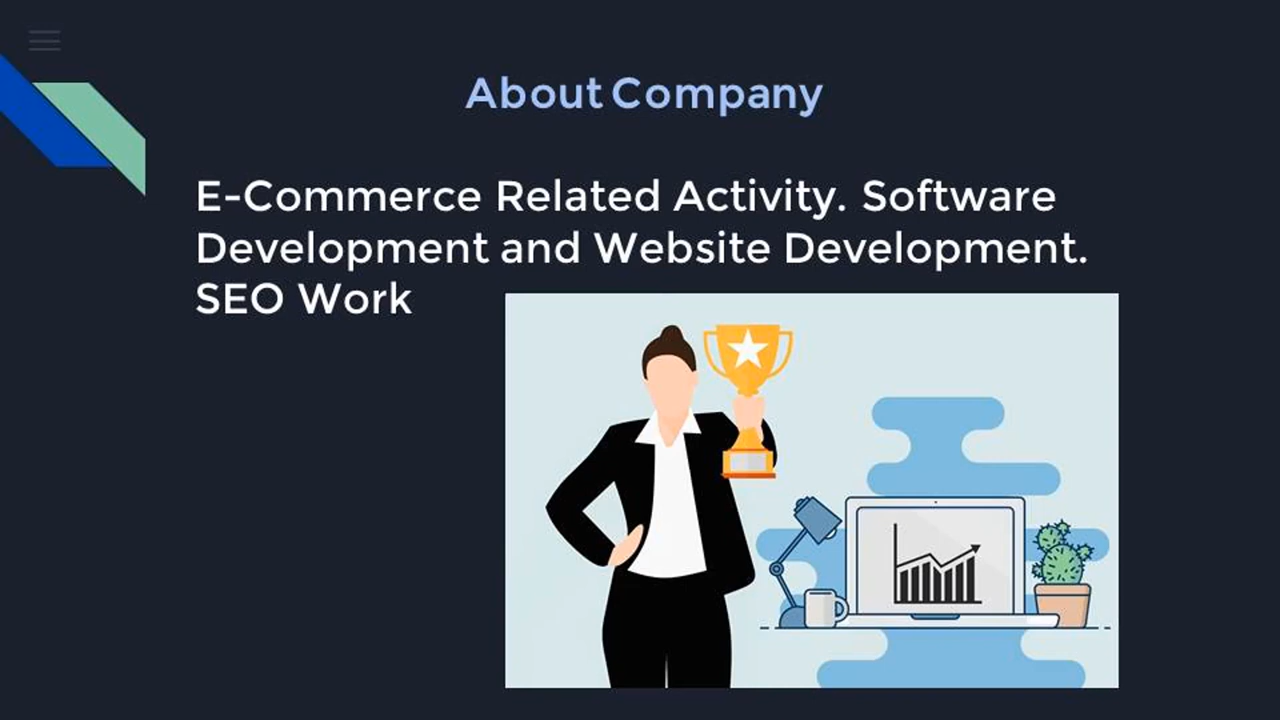 About Company
E-Commerce Related Activity. Software
Development and Website Development.
SEO Work